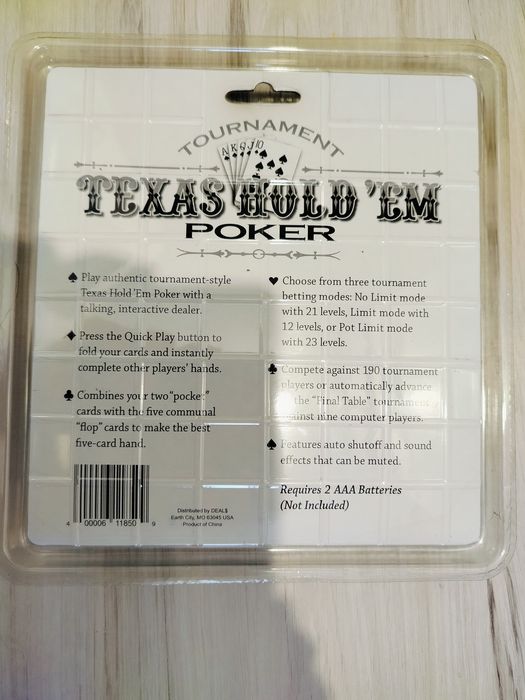 TOURNAMENT
A K Q J 10
TEXAS HOLD 'EM
POKER
Play authentic tournament-style
Texas Hold 'Em Poker with a
talking, interactive dealer.
Press the Quick Play button to
fold your cards and instantly
complete other players' hands.
Combines your two "pocket"
cards with the five communal
"flop" cards to make the best
five-card hand.
Choose from three tournament
betting modes: No Limit mode
with 21 levels, Limit mode with
12 levels, or Pot Limit mode
with 23 levels.
Compete against 190 tournament
players or automatically advance
to the "Final Table" tournament
against nine computer players.
Features auto shutoff and sound
effects that can be muted.
Requires 2 AAA Batteries
(Not Included)
4 00006 11850 9
Distributed by DEAL$
Earth City, MO 63045 USA
Product of China